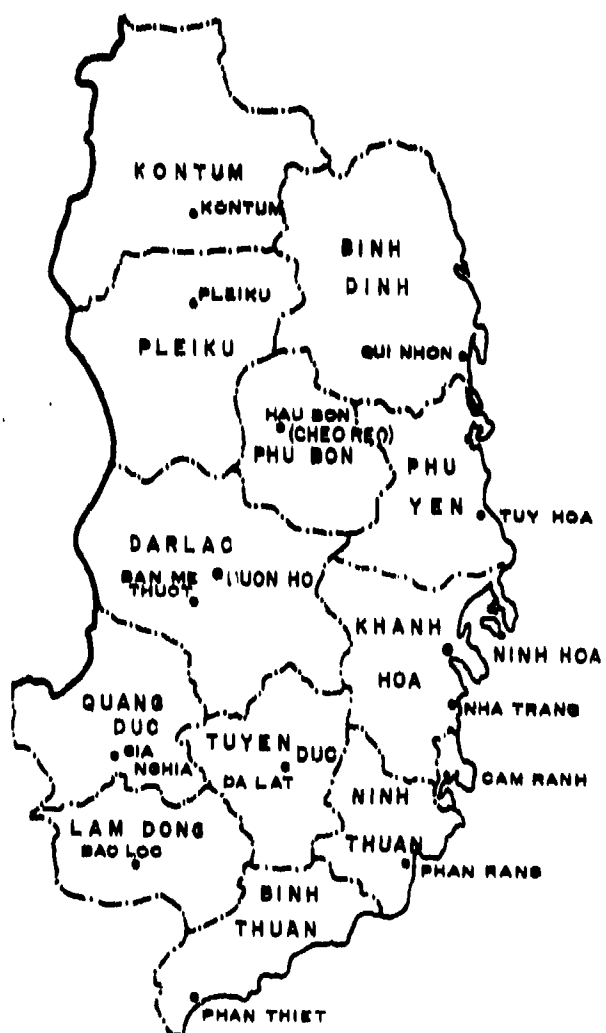 KONTUM
KONTUM
BINH
DINH
PLEIKU
PLEIKU
QUI NHON
HAU BON
(CHEO REO)
PHU BON
PHU
YEN
TUY HOA
DARLAC
BAN ME
THUOT
BUON HO
KHANH
HOA
NINH HOA
NHA TRANG
QUANG
DUC
GIA
NGHIA
TUYEN
DUC
DA LAT
CAM RANH
NINH
THUAN
PHAN RANG
LAM DONG
BAO LOC
BINH
THUAN
PHAN THIET